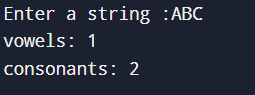 Enter a string :ABC
vowels: 1
consonants: 2